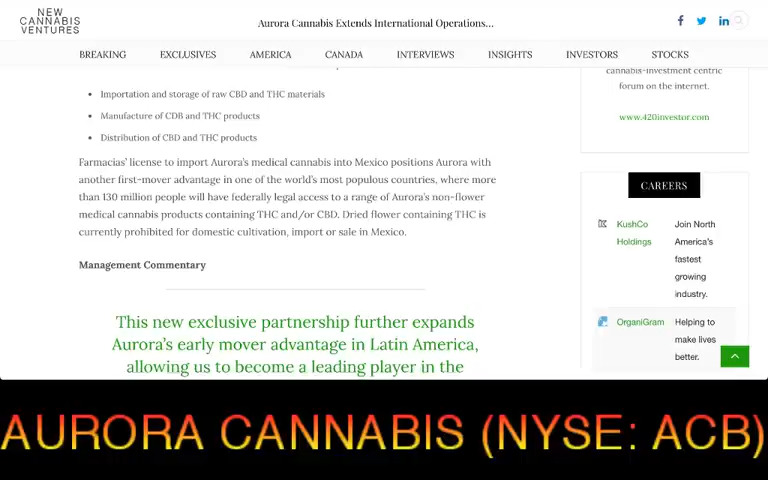 NEW
CANNABIS
VENTURES
Aurora Cannabis Extends International Operations...
BREAKING EXCLUSIVES AMERICA CANADA INTERVIEWS INSIGHTS INVESTORS STOCKS
Importation and storage of raw CBD and THC materials
Manufacture of CDB and THC products
Distribution of CBD and THC products
Farmacias' license to import Aurora's medical cannabis into Mexico positions Aurora with
another first-mover advantage in one of the world's most populous countries, where more
than 130 million people will have federally legal access to a range of Aurora's non-flower
medical cannabis products containing THC and/or CBD. Dried flower containing THC is
currently prohibited for domestic cultivation, import or sale in Mexico.
Management Commentary
This new exclusive partnership further expands
Aurora's early mover advantage in Latin America,
allowing us to become a leading player in the
cannabis-investment centric
forum on the internet.
www.420investor.com
CAREERS
KushCo
Holdings
Join North
America's
fastest
growing
industry.
OrganiGram
Helping to
make lives
better.
AURORA CANNABIS (NYSE: ACB)